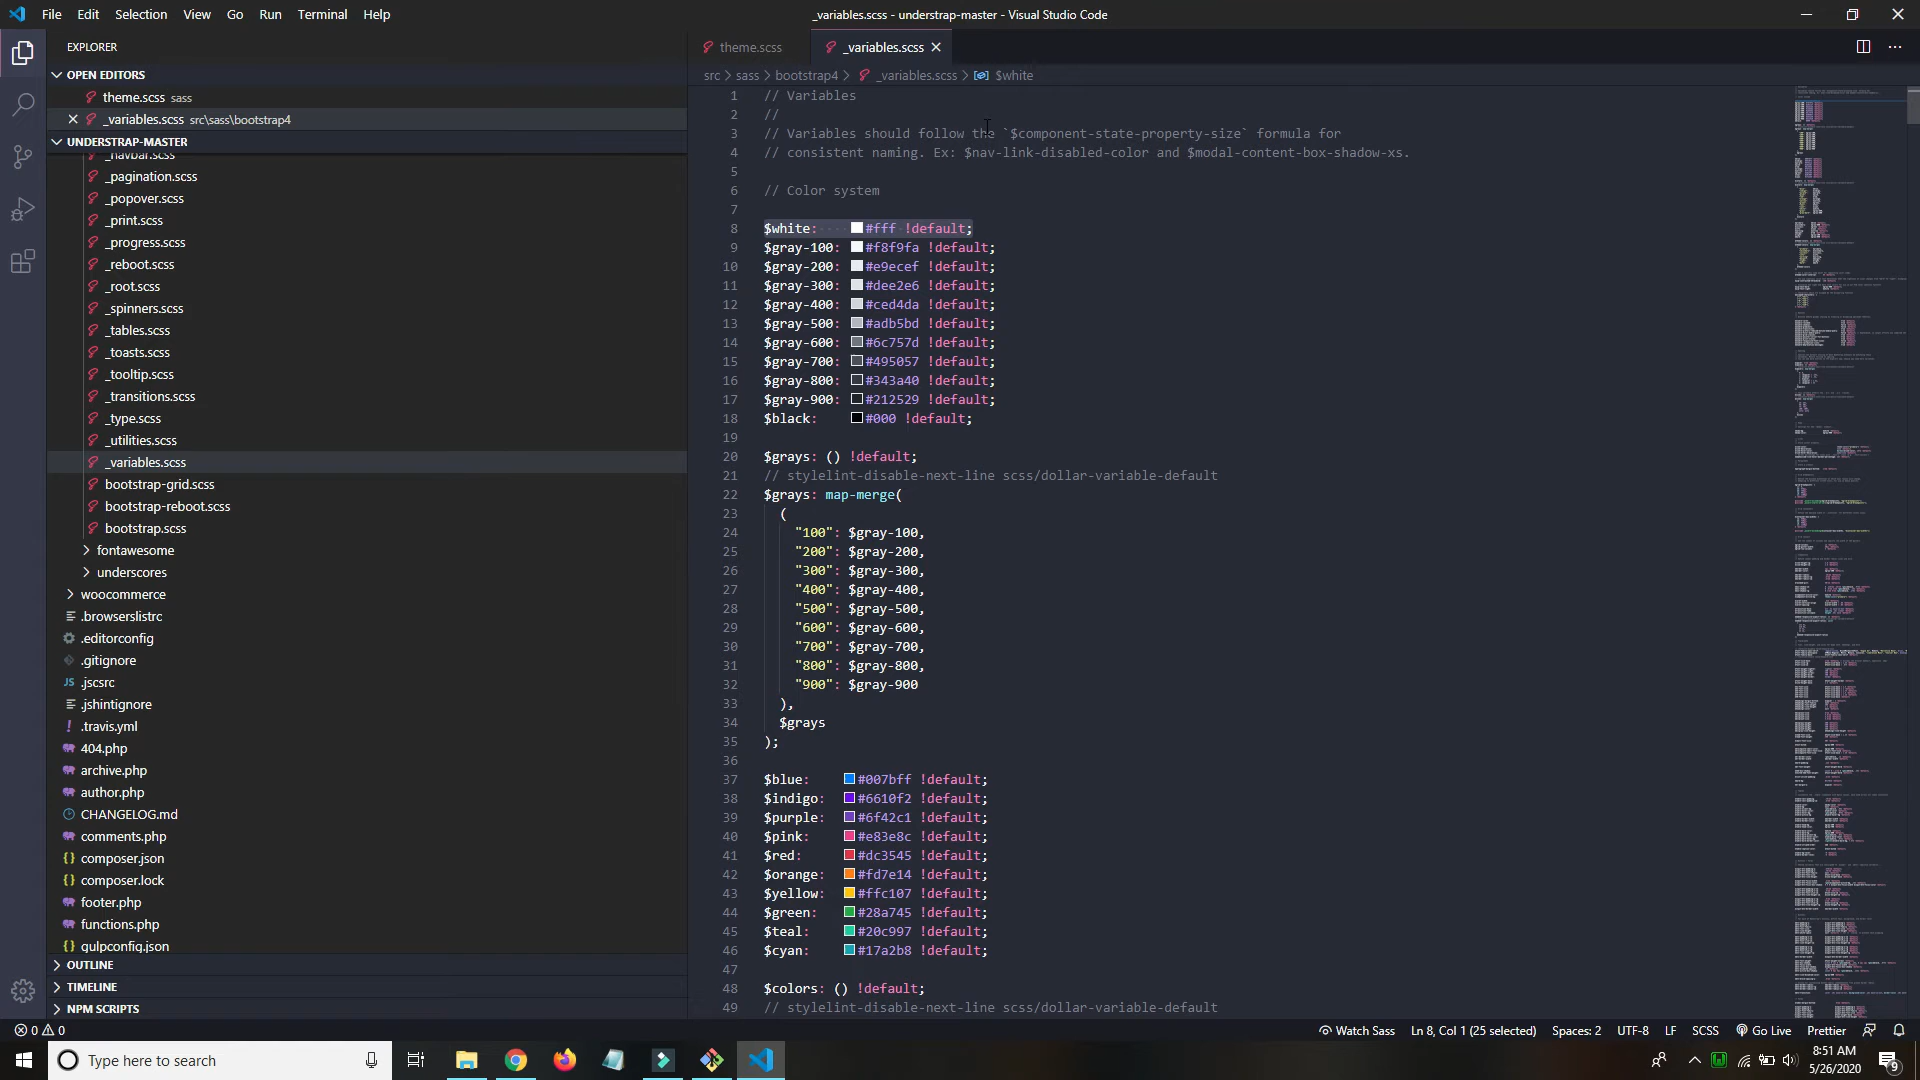 File Edit Selection View Go Run Terminal Help
_variables.scss - understrap-master - Visual Studio Code
EXPLORER
OPEN EDITORS
theme.scss sass
_variables.scss src\sass\bootstrap4
UNDERSTRAP-MASTER
_navbar.scss
_pagination.scss
_popover.scss
_print.scss
_progress.scss
_reboot.scss
_root.scss
_spinners.scss
_tables.scss
_toasts.scss
_tooltip.scss
_transitions.scss
_type.scss
_utilities.scss
_variables.scss
bootstrap-grid.scss
bootstrap-reboot.scss
bootstrap.scss
fontawesome
underscores
woocommerce
.browserslistrc
.editorconfig
.gitignore
JS .jscsrc
.jshintignore
! .travis.yml
404.php
archive.php
author.php
CHANGELOG.md
comments.php
{} composer.json
{} composer.lock
footer.php
functions.php
{} gulpconfig.json
OUTLINE
TIMELINE
NPM SCRIPTS
theme.scss
_variables.scss
src > sass > bootstrap4 > _variables.scss > $white
1 // Variables
2 //
3 // Variables should follow the `$component-state-property-size` formula for
4 // consistent naming. Ex: $nav-link-disabled-color and $modal-content-box-shadow-xs.
5
6 // Color system
7
8 $white: #fff !default;
9 $gray-100: #f8f9fa !default;
10 $gray-200: #e9ecef !default;
11 $gray-300: #dee2e6 !default;
12 $gray-400: #ced4da !default;
13 $gray-500: #adb5bd !default;
14 $gray-600: #6c757d !default;
15 $gray-700: #495057 !default;
16 $gray-800: #343a40 !default;
17 $gray-900: #212529 !default;
18 $black: #000 !default;
19
20 $grays: () !default;
21 // stylelint-disable-next-line scss/dollar-variable-default
22 $grays: map-merge(
23 (
24 "100": $gray-100,
25 "200": $gray-200,
26 "300": $gray-300,
27 "400": $gray-400,
28 "500": $gray-500,
29 "600": $gray-600,
30 "700": $gray-700,
31 "800": $gray-800,
32 "900": $gray-900
33 ),
34 $grays
35 );
36
37 $blue: #007bff !default;
38 $indigo: #6610f2 !default;
39 $purple: #6f42c1 !default;
40 $pink: #e83e8c !default;
41 $red: #dc3545 !default;
42 $orange: #fd7e14 !default;
43 $yellow: #ffc107 !default;
44 $green: #28a745 !default;
45 $teal: #20c997 !default;
46 $cyan: #17a2b8 !default;
47
48 $colors: () !default;
49 // stylelint-disable-next-line scss/dollar-variable-default
0 0
Watch Sass Ln 8, Col 1 (25 selected) Spaces: 2 UTF-8 LF SCSS Go Live Prettier
Type here to search
8:51 AM
5/26/2020
9